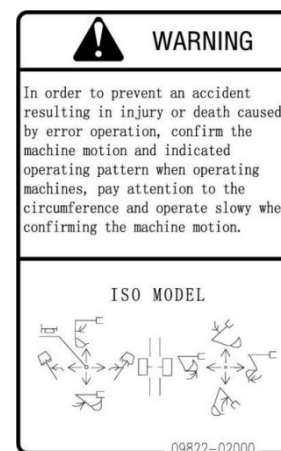 WARNING
In order to prevent an accident
resulting in injury or death caused
by error operation, confirm the
machine motion and indicated
operating pattern when operating
machines, pay attention to the
circumference and operate slowy whe
confirming the machine motion.
ISO MODEL
09822-02000